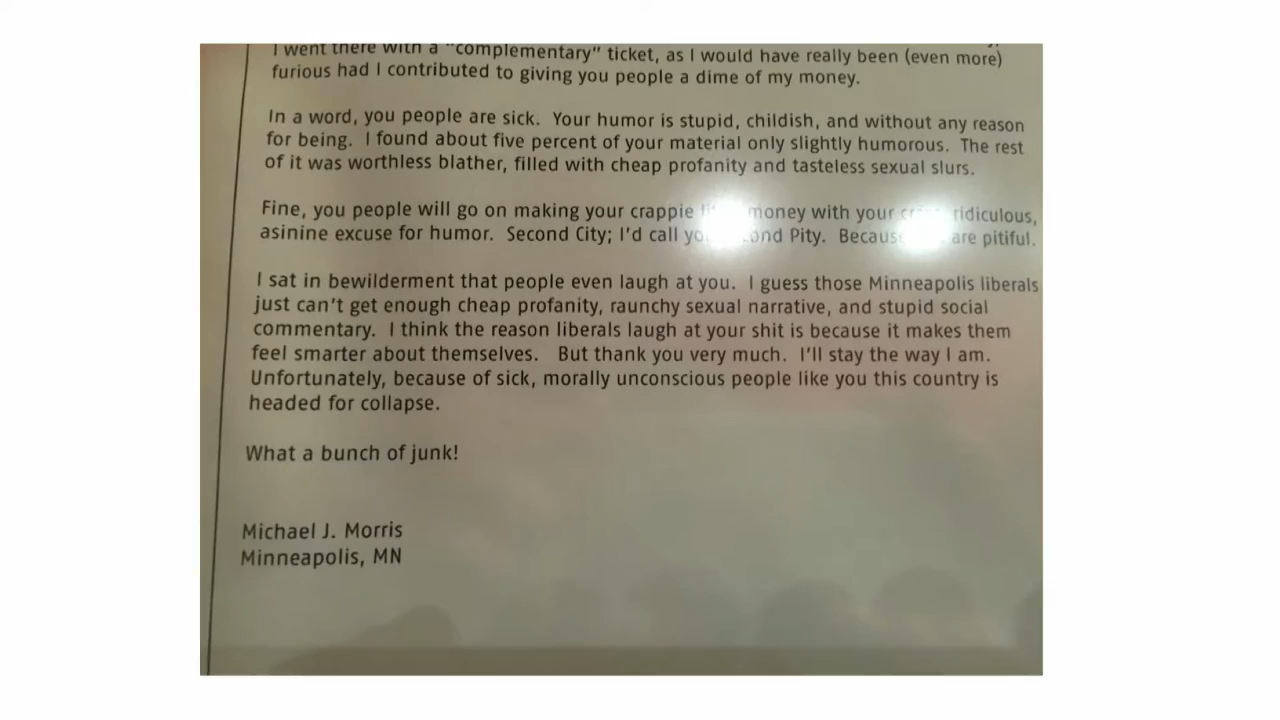 I went there with a "complementary" ticket, as I would have really been (even more)
furious had I contributed to giving you people a dime of my money.
In a word, you people are sick. Your humor is stupid, childish, and without any reason
for being. I found about five percent of your material only slightly humorous. The rest
of it was worthless blather, filled with cheap profanity and tasteless sexual slurs.
Fine, you people will go on making your crappie money with your ridiculous,
asinine excuse for humor. Second City; I'd call Pity. are pitiful.
I sat in bewilderment that people even laugh at you. I guess those Minneapolis liberals
just can't get enough cheap profanity, raunchy sexual narrative, and stupid social
commentary. I think the reason liberals laugh at your shit is because it makes them
feel smarter about themselves. But thank you very much. I'll stay the way I am.
Unfortunately, because of sick, morally unconscious people like you this country is
headed for collapse.
What a bunch of junk!
Michael J. Morris
Minneapolis, MN